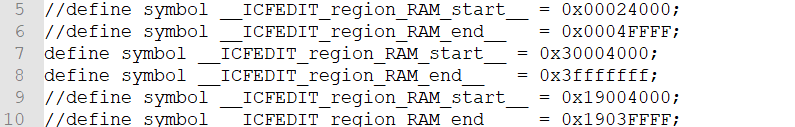 5 //define symbol __ICFEDIT_region_RAM_start__ = 0x00024000;
6 //define symbol __ICFEDIT_region_RAM_end__   = 0x0004FFFF;
7 define symbol __ICFEDIT_region_RAM_start__ = 0x30004000;
8 define symbol __ICFEDIT_region_RAM_end__   = 0x3fffffff;
9 //define symbol __ICFEDIT_region_RAM_start__ = 0x19004000;
10 //define symbol __ICFEDIT_region_RAM_end__   = 0x1903FFFF;